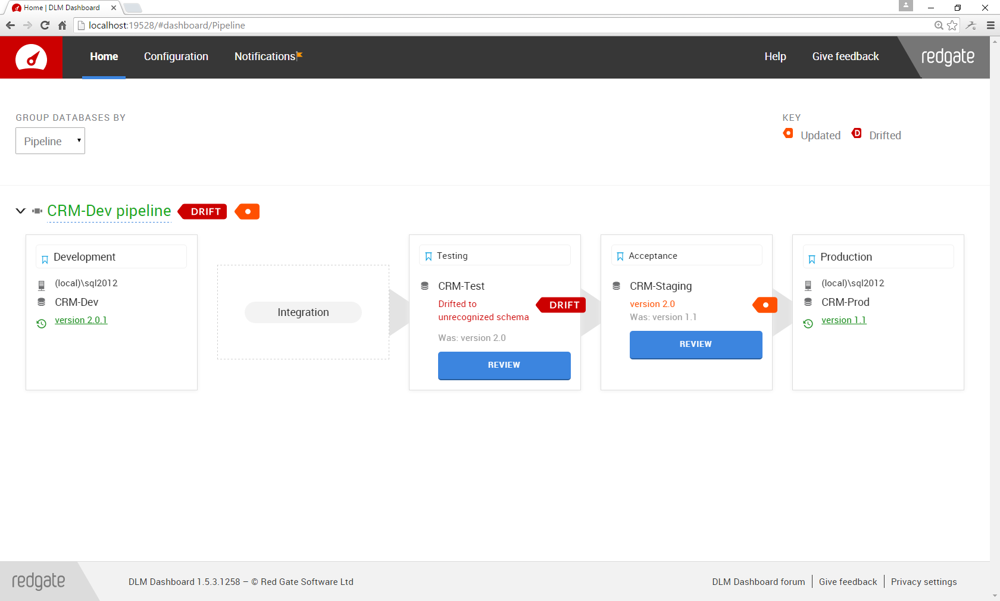 Home | DLM Dashboard
localhost:19528/#dashboard/Pipeline
Home
Configuration
Notifications
Help
Give feedback
redgate
GROUP DATABASES BY
Pipeline
KEY
Updated
D
Drifted
CRM-Dev pipeline
DRIFT
Development
(local)\sql2012
CRM-Dev
version 2.0.1
Integration
Testing
CRM-Test
Drifted to
unrecognized schema
DRIFT
Was: version 2.0
REVIEW
Acceptance
CRM-Staging
version 2.0
Was: version 1.1
REVIEW
Production
(local)\sql2012
CRM-Prod
version 1.1
redgate
DLM Dashboard 1.5.3.1258 – © Red Gate Software Ltd
DLM Dashboard forum
Give feedback
Privacy settings